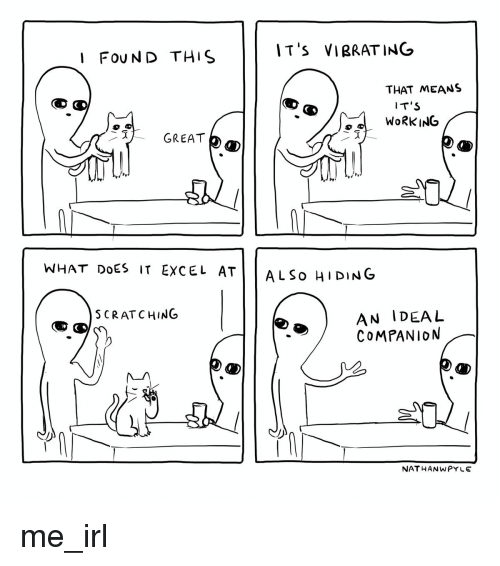 I FOUND THIS
GREAT
IT'S VIBRATING
THAT MEANS
IT'S
WORKING
WHAT DOES IT EXCEL AT
SCRATCHING
ALSO HIDING
AN IDEAL
COMPANION
NATHANWPYLE
me_irl